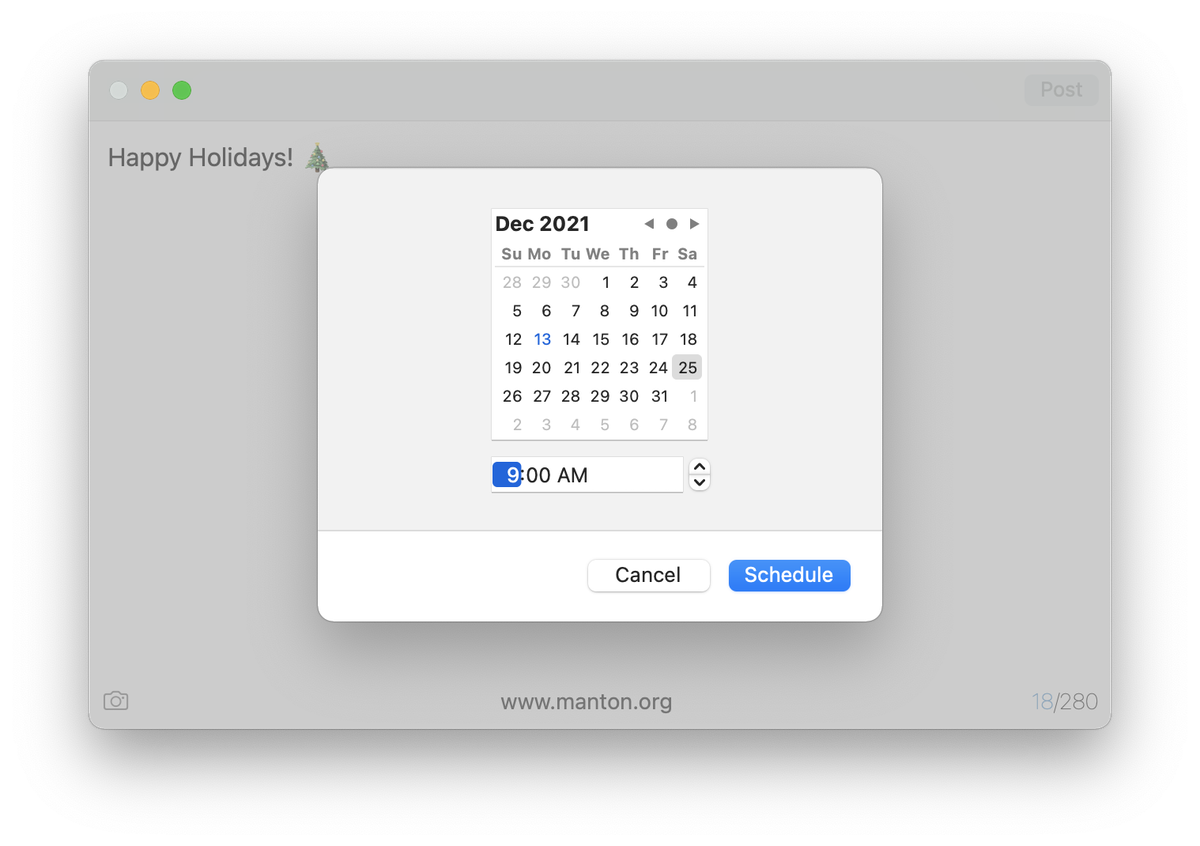 Post
Happy Holidays! 🎄
Dec 2021
Su Mo Tu We Th Fr Sa
28 29 30 1 2 3 4
5 6 7 8 9 10 11
12 13 14 15 16 17 18
19 20 21 22 23 24 25
26 27 28 29 30 31 1
2 3 4 5 6 7 8
9:00 AM
Cancel Schedule
www.manton.org 18/280